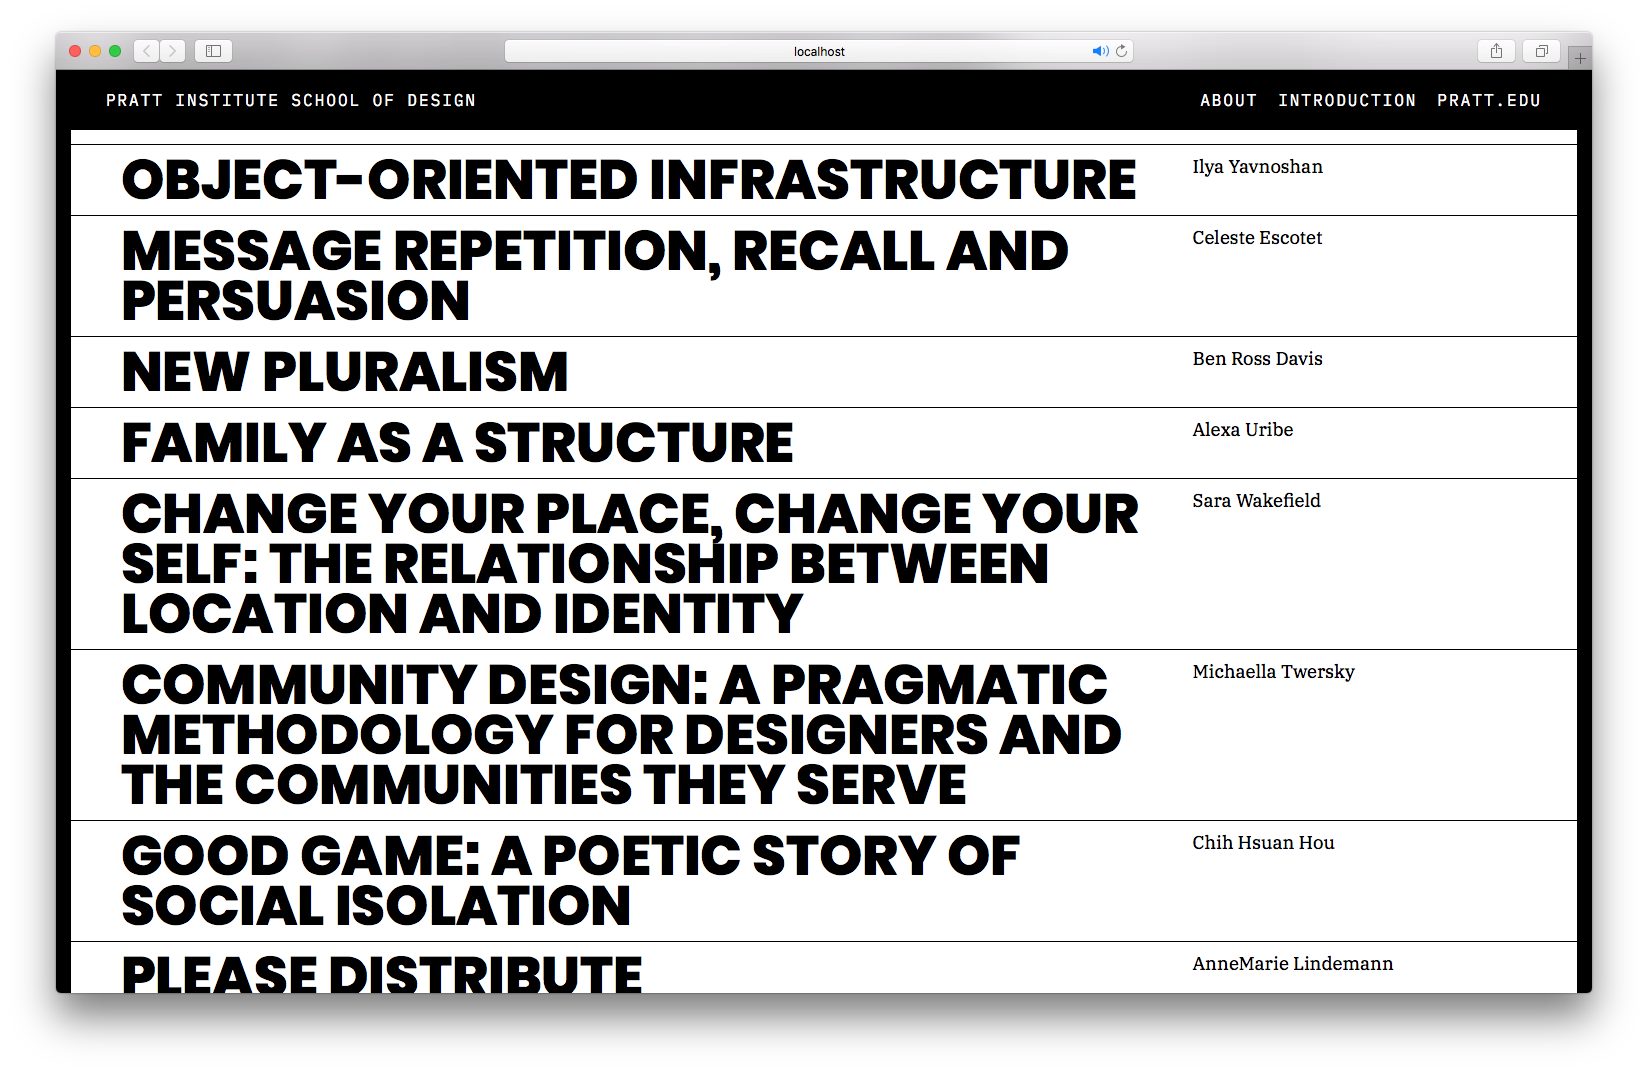 localhost
PRATT INSTITUTE SCHOOL OF DESIGN
ABOUT INTRODUCTION PRATT.EDU
OBJECT-ORIENTED INFRASTRUCTURE
Ilya Yavnoshan
MESSAGE REPETITION, RECALL AND
PERSUASION
Celeste Escotet
NEW PLURALISM
Ben Ross Davis
FAMILY AS A STRUCTURE
Alexa Uribe
CHANGE YOUR PLACE, CHANGE YOUR
SELF: THE RELATIONSHIP BETWEEN
LOCATION AND IDENTITY
Sara Wakefield
COMMUNITY DESIGN: A PRAGMATIC
METHODOLOGY FOR DESIGNERS AND
THE COMMUNITIES THEY SERVE
Michaella Twersky
GOOD GAME: A POETIC STORY OF
SOCIAL ISOLATION
Chih Hsuan Hou
PLEASE DISTRIBUTE
AnneMarie Lindemann